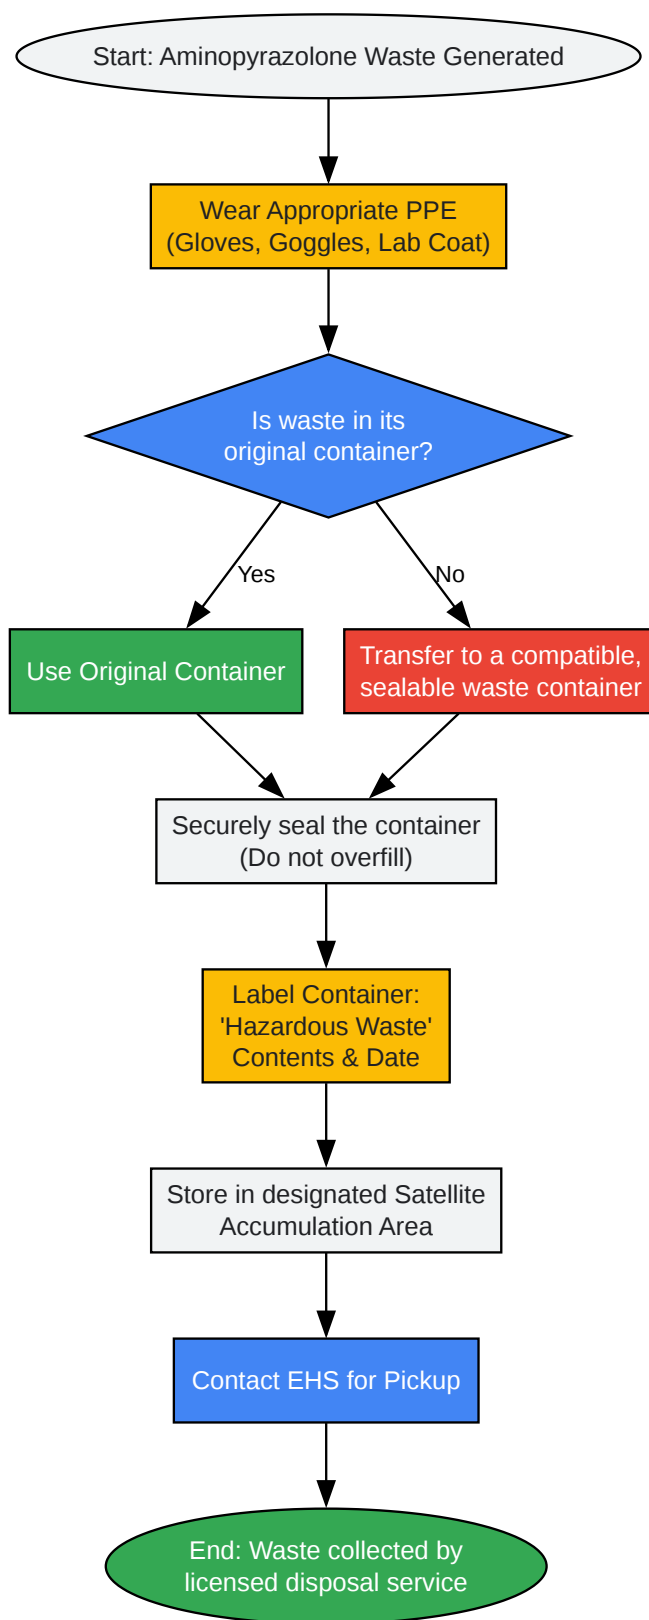 Start: Aminopyrazolone Waste Generated
Wear Appropriate PPE
(Gloves, Goggles, Lab Coat)
Is waste in its
original container?
Yes
No
Use Original Container
Transfer to a compatible,
sealable waste container
Securely seal the container
(Do not overfill)
Label Container:
'Hazardous Waste'
Contents & Date
Store in designated Satellite
Accumulation Area
Contact EHS for Pickup
End: Waste collected by
licensed disposal service